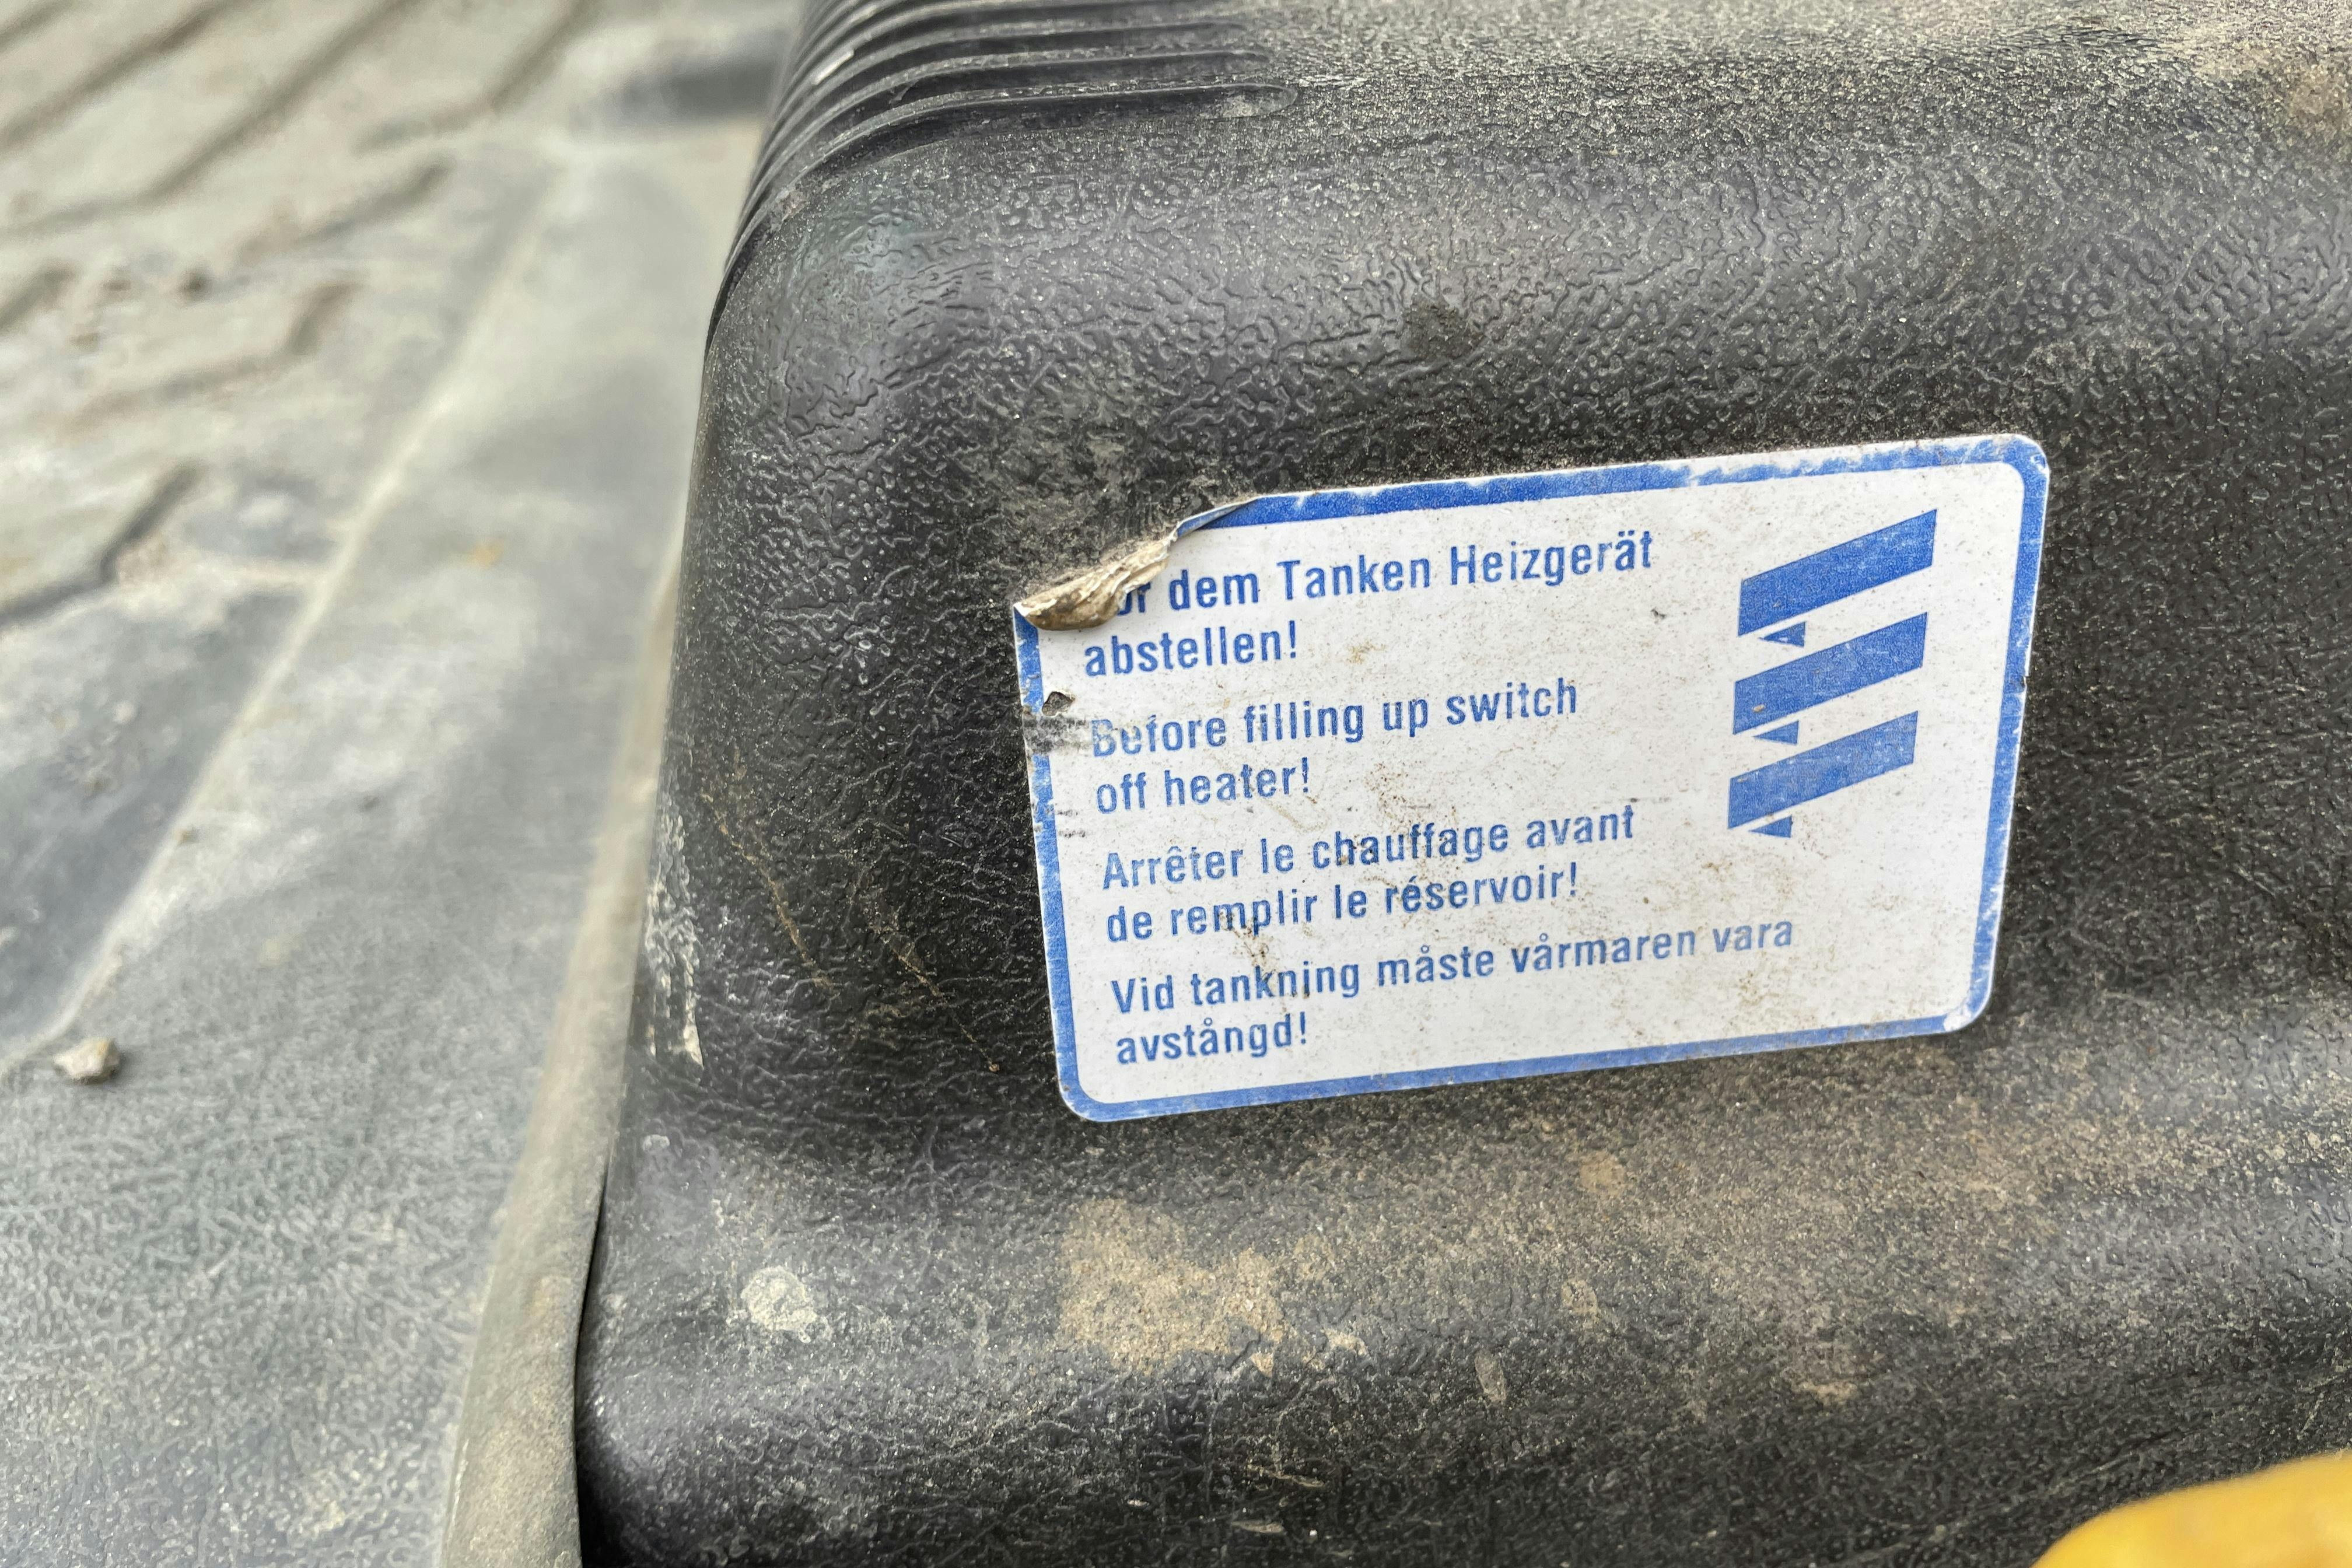 dem Tanken Heizgerät
abstellen!
Before filling up switch
off heater!
Arrêter le chauffage avant
de remplir le réservoir!
Vid tankning måste vårmaren vara
avstångd!